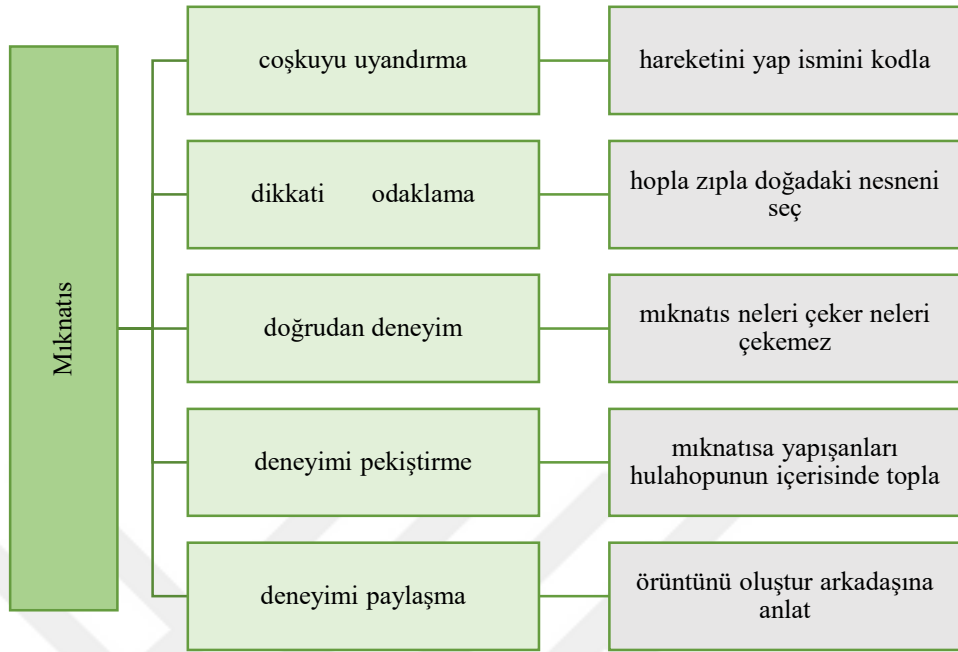 Mıknatıs
coşkuyu uyandırma
hareketini yap ismini kodla
dikkati odaklama
hopla zıpla doğadaki nesneni
seç
doğrudan deneyim
mıknatıs neleri çeker neleri
çekemez
deneyimi pekiştirme
mıknatısa yapışanları
hulahopunun içerisinde topla
deneyimi paylaşma
örüntünü oluştur arkadaşına
anlat